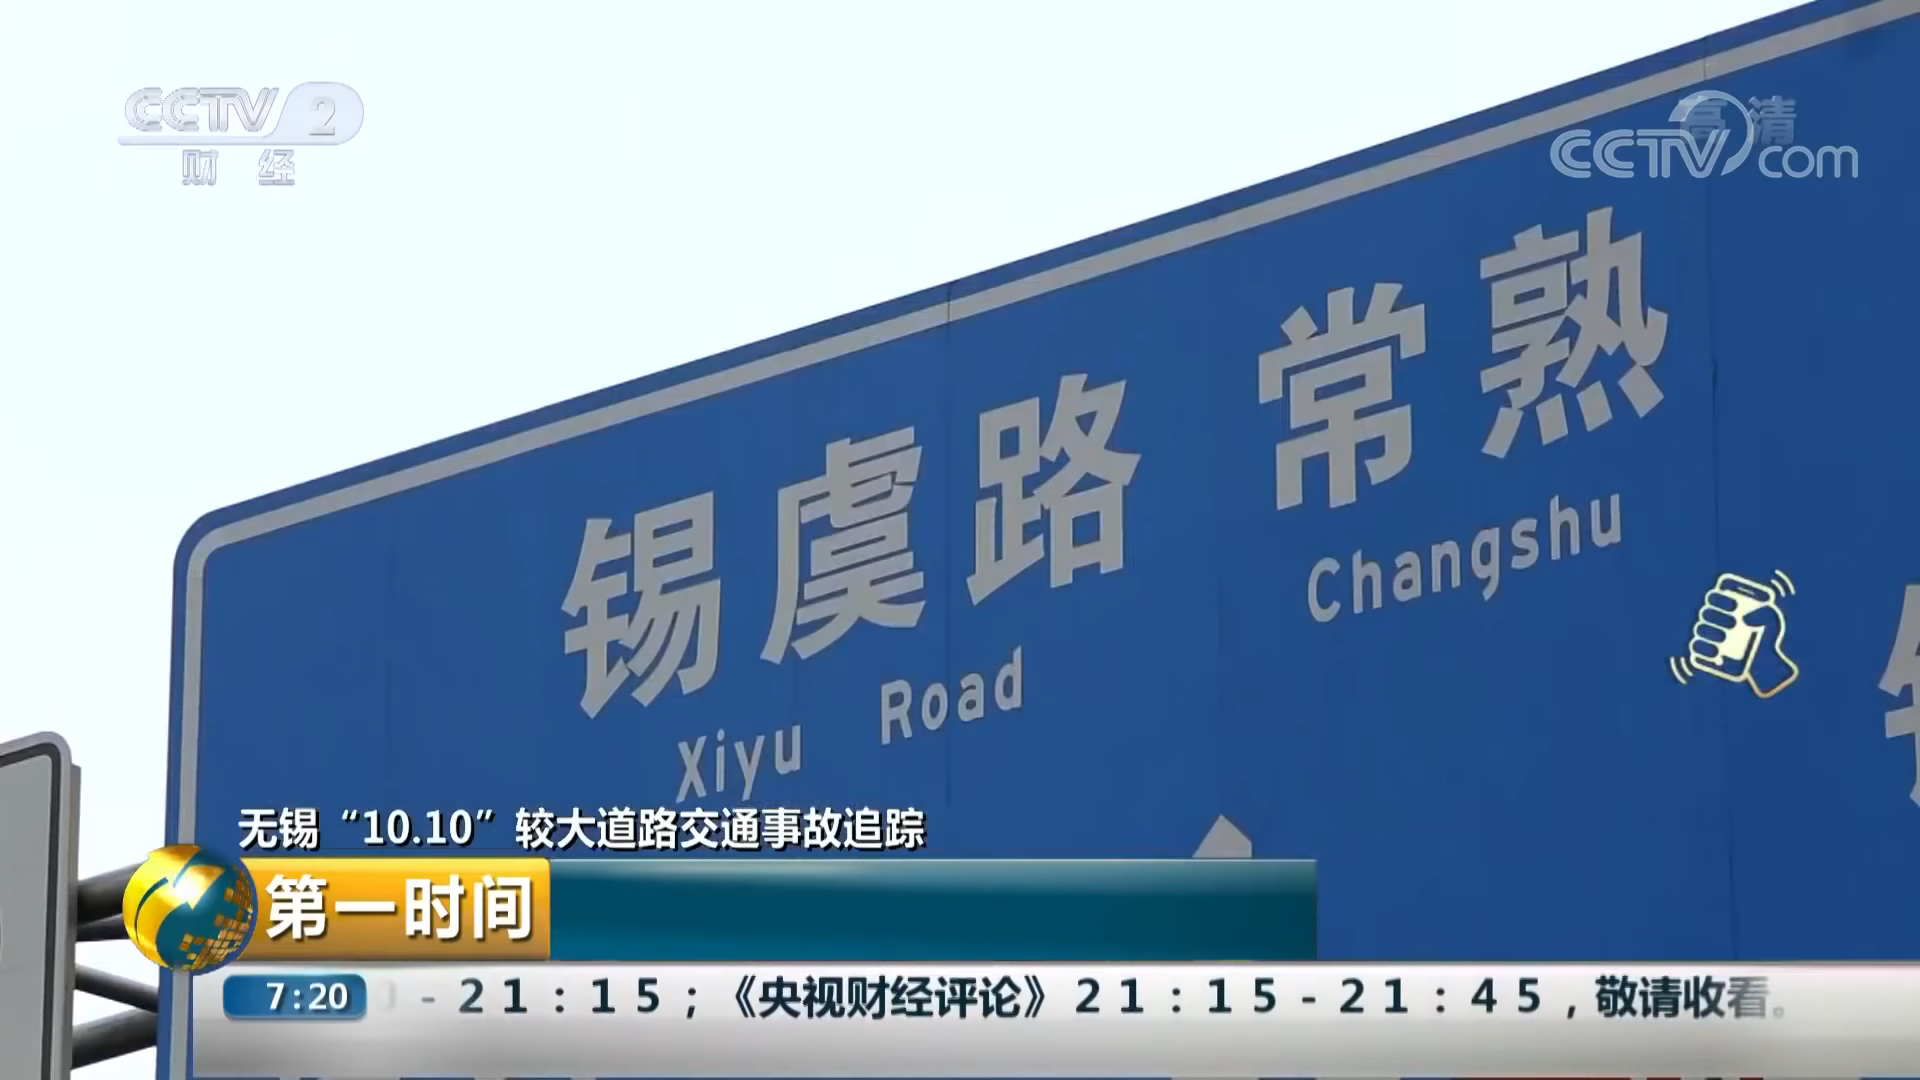 CCTV 2
财 经
高清
CCTV com
锡虞路 常熟
Xiyu Road Changshu
无锡“10.10”较大道路交通事故追踪
第一时间
7:20
-21:15;《央视财经评论》21:15-21:45,敬请收看。